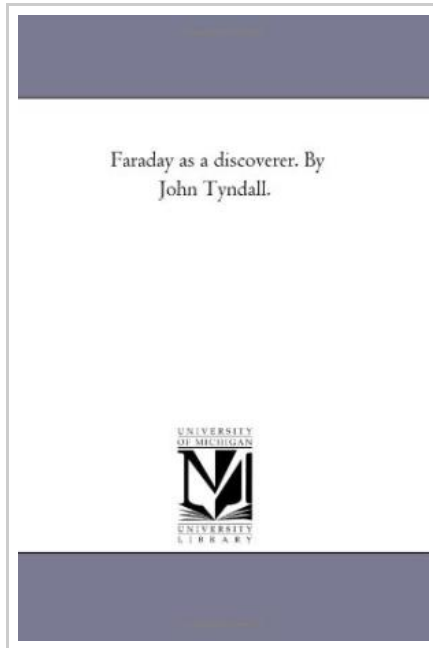 Faraday as a discoverer. By
John Tyndall.
UNIVERSITY
OF MICHIGAN
UNIVERSITY
LIBRARY